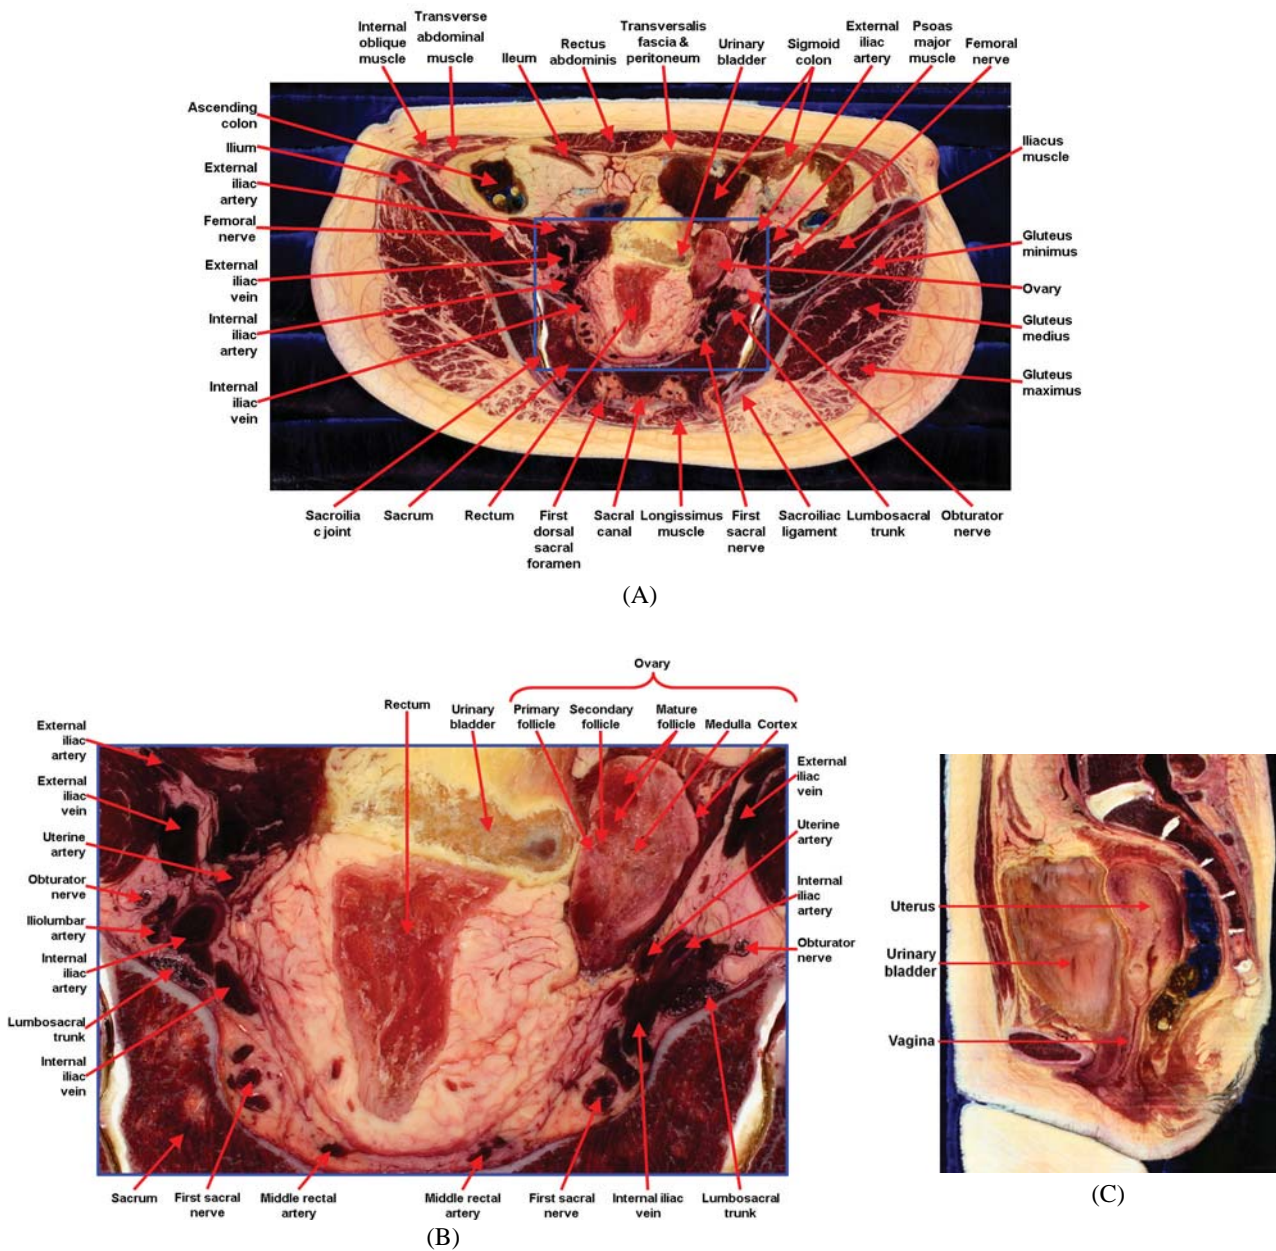 Internal
oblique
muscle
Transverse
abdominal
muscle
Ileum
Rectus
abdominis
Transversalis
fascia &
peritoneum
Urinary
bladder
Sigmoid
colon
External
iliac
artery
Psoas
major
muscle
Femoral
nerve
Ascending
colon
Ilium
External
iliac
artery
Femoral
nerve
External
iliac
vein
Internal
iliac
artery
Internal
iliac
vein
Iliacus
muscle
Gluteus
minimus
Ovary
Gluteus
medius
Gluteus
maximus
Sacroilia
c joint
Sacrum
Rectum
First
dorsal
sacral
foramen
Sacral
canal
Longissimus
muscle
First
sacral
nerve
Sacroiliac
ligament
Lumbosacral
trunk
Obturator
nerve
(A)
Ovary
Rectum
Urinary
bladder
Primary
follicle
Secondary
follicle
Mature
follicle
Medulla
Cortex
External
iliac
artery
External
iliac
vein
Uterine
artery
Obturator
nerve
Iliolumbar
artery
Internal
iliac
artery
Lumbosacral
trunk
Internal
iliac
vein
External
iliac
vein
Uterine
artery
Internal
iliac
artery
Obturator
nerve
Sacrum
First sacral
nerve
Middle rectal
artery
Middle rectal
artery
First sacral
nerve
Internal iliac
vein
Lumbosacral
trunk
(B)
Uterus
Urinary
bladder
Vagina
(C)